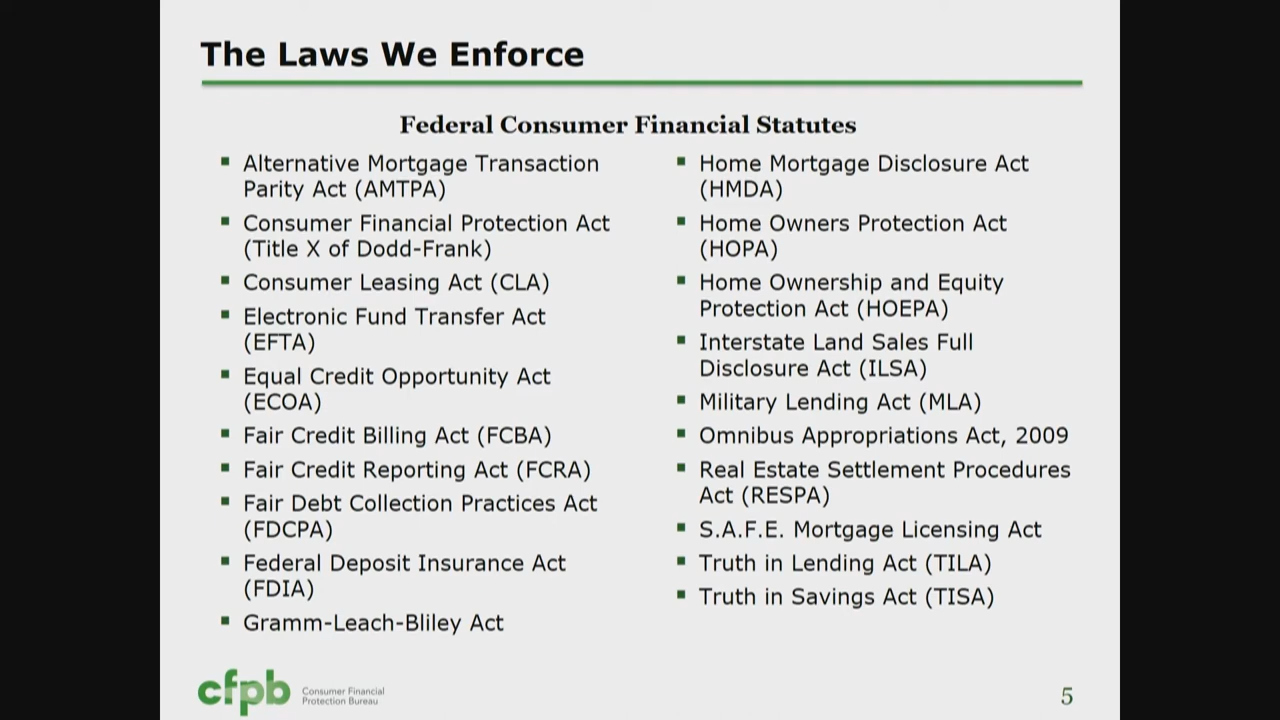 The Laws We Enforce
Federal Consumer Financial Statutes
Alternative Mortgage Transaction
Parity Act (AMTPA)
Consumer Financial Protection Act
(Title X of Dodd-Frank)
Consumer Leasing Act (CLA)
Electronic Fund Transfer Act
(EFTA)
Equal Credit Opportunity Act
(ECOA)
Fair Credit Billing Act (FCBA)
Fair Credit Reporting Act (FCRA)
Fair Debt Collection Practices Act
(FDCPA)
Federal Deposit Insurance Act
(FDIA)
Gramm-Leach-Bliley Act
Home Mortgage Disclosure Act
(HMDA)
Home Owners Protection Act
(HOPA)
Home Ownership and Equity
Protection Act (HOEPA)
Interstate Land Sales Full
Disclosure Act (ILSA)
Military Lending Act (MLA)
Omnibus Appropriations Act, 2009
Real Estate Settlement Procedures
Act (RESPA)
S.A.F.E. Mortgage Licensing Act
Truth in Lending Act (TILA)
Truth in Savings Act (TISA)
cfpb
Consumer Financial
Protection Bureau
5